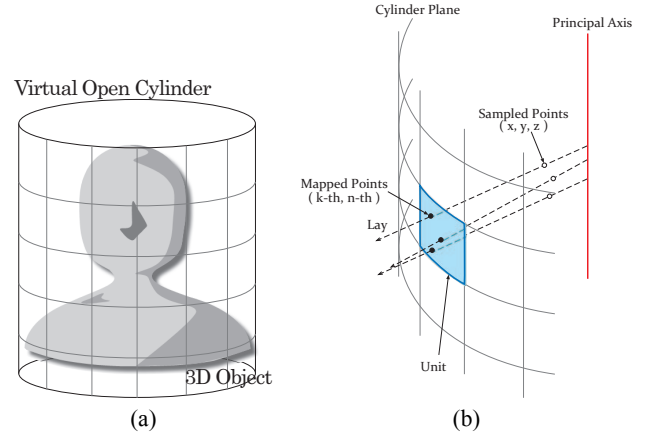 Virtual Open Cylinder
3D Object
(a)
Cylinder Plane
Principal Axis
Sampled Points
( x, y, z )
Mapped Points
( k-th, n-th )
Lay
Unit
(b)